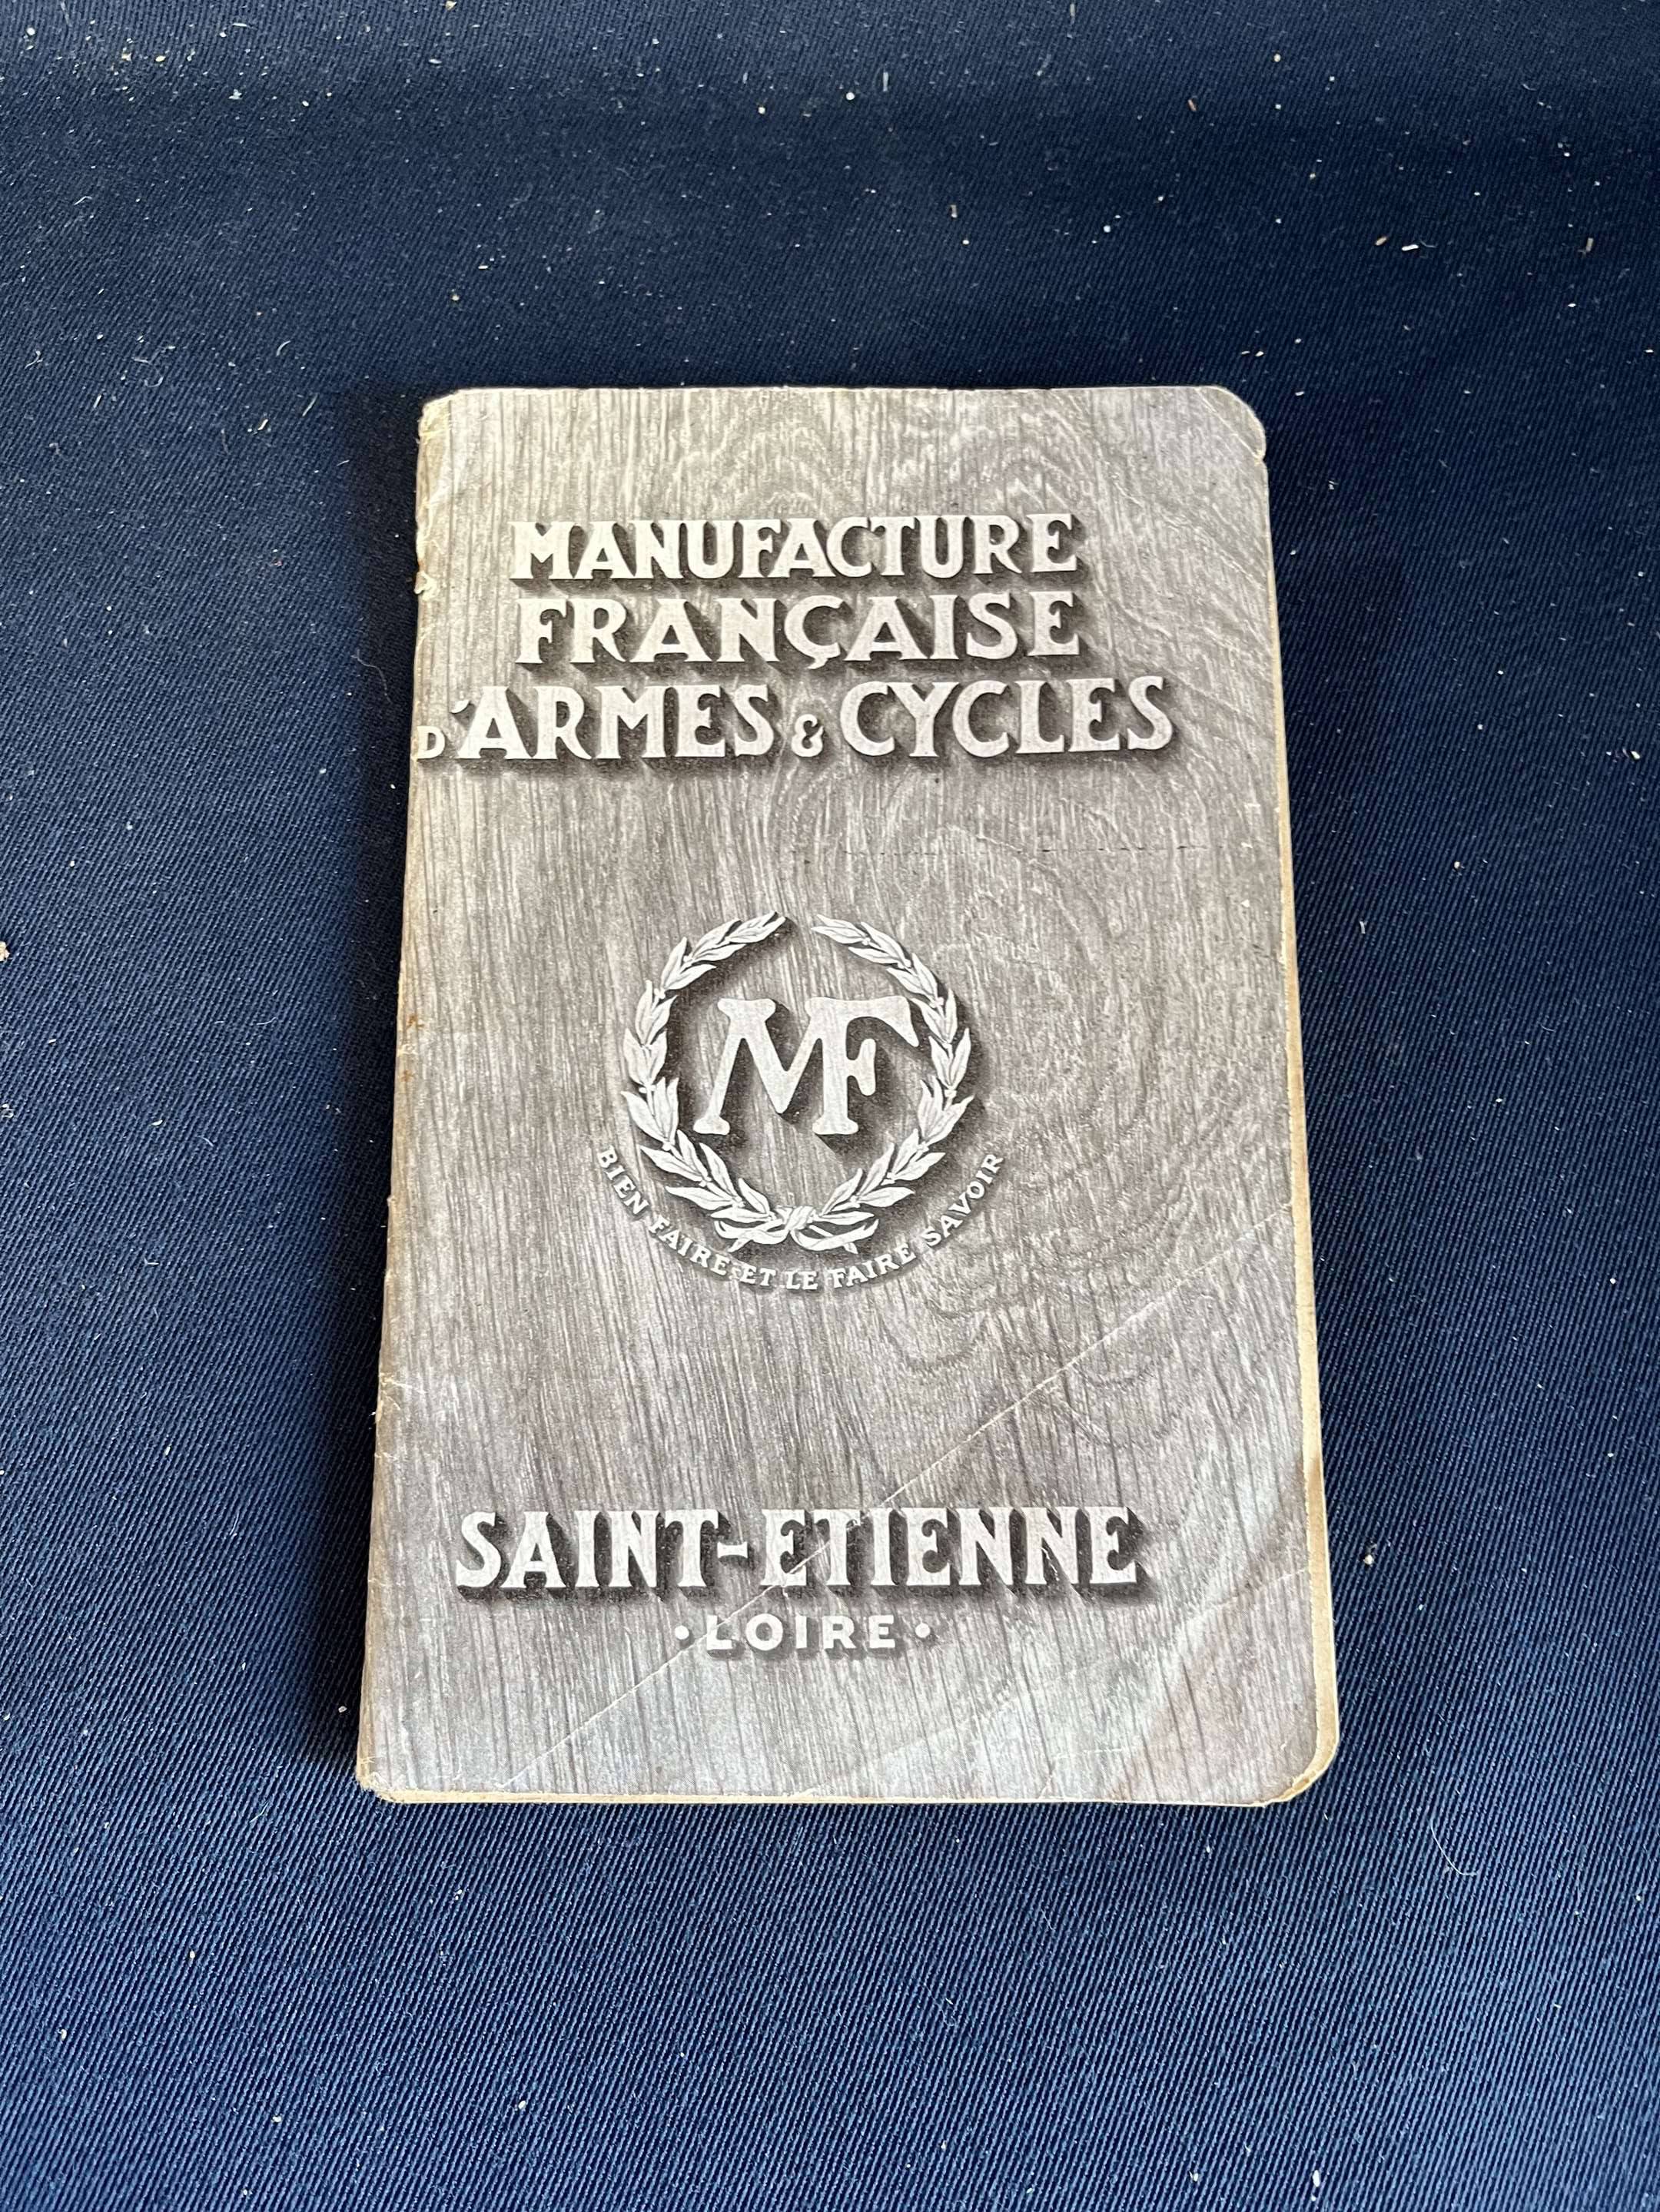 MANUFACTURE
FRANÇAISE
D'ARMES & CYCLES
MF
BIEN FAIRE ET LE FAIRE SAVOIR
SAINT-ETIENNE
• LOIRE •